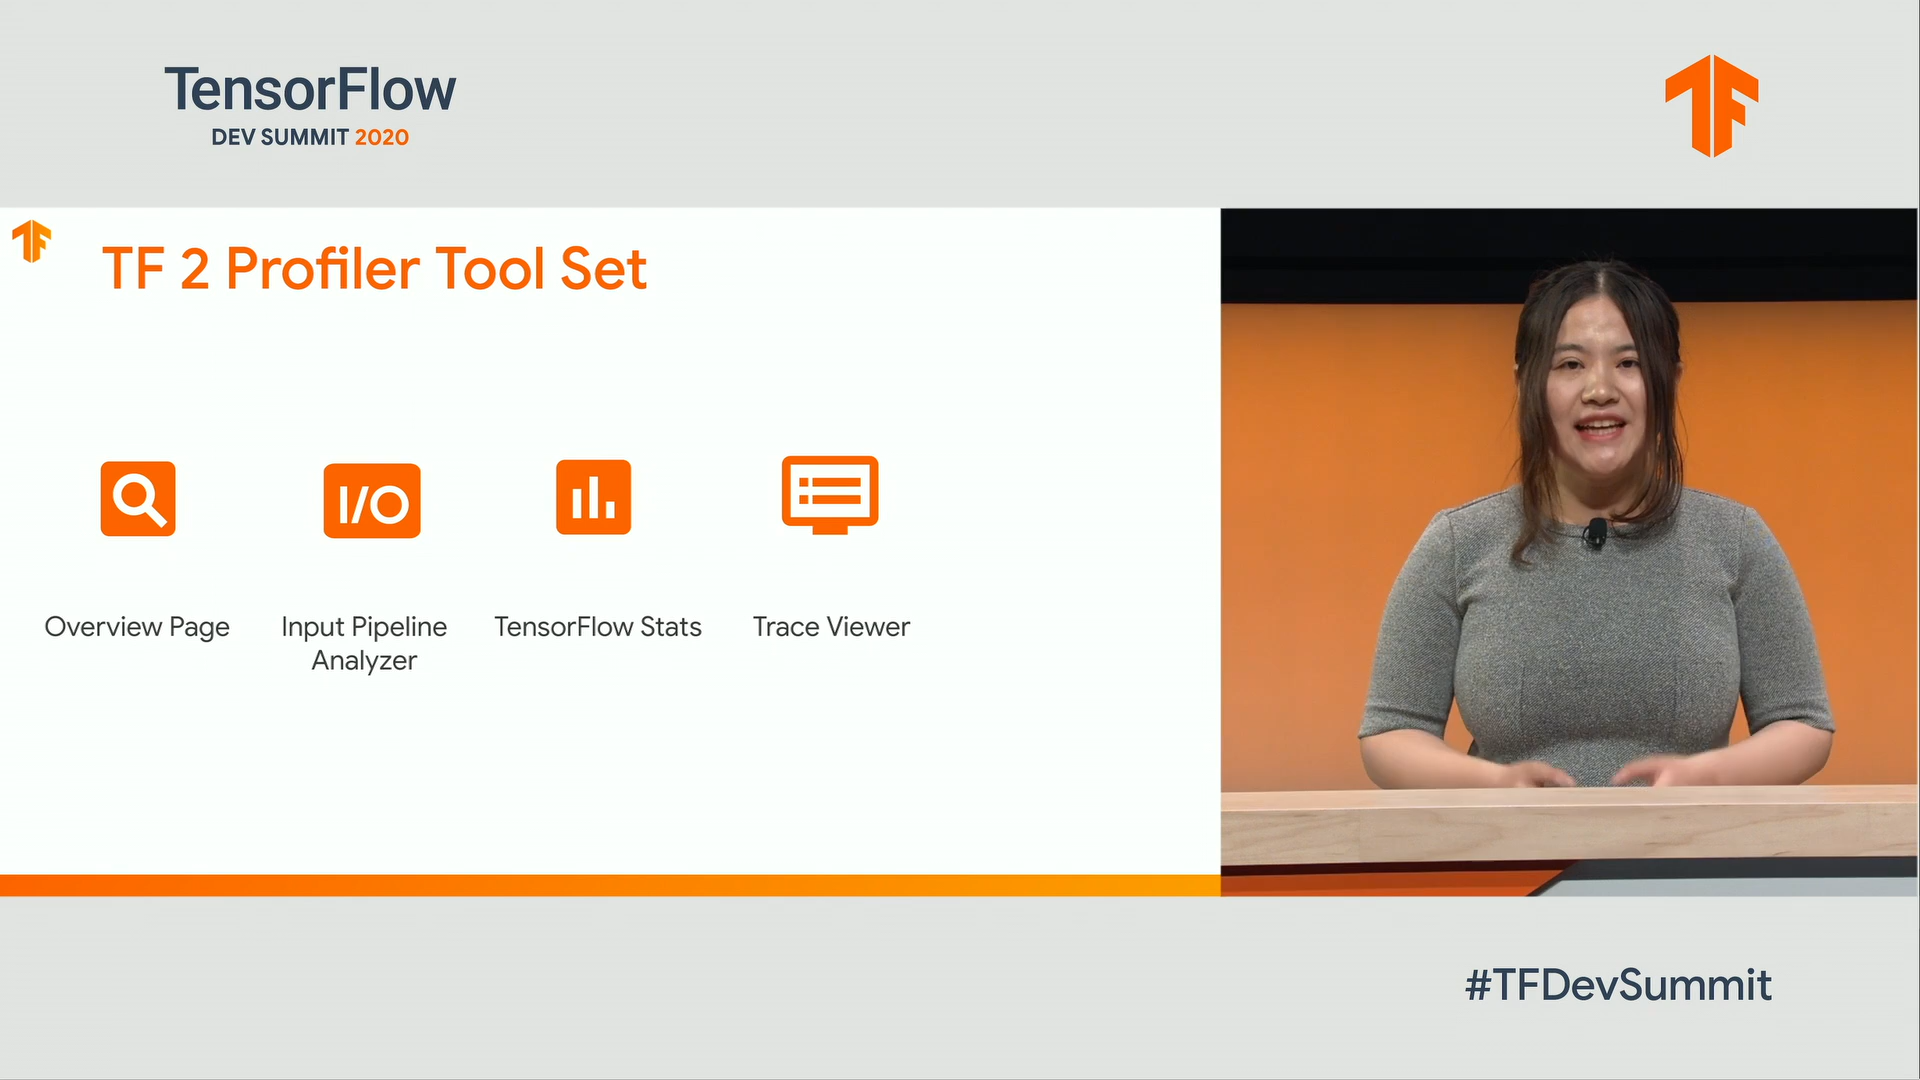 TensorFlow
DEV SUMMIT 2020
TF 2 Profiler Tool Set
I/O
Overview Page
Input Pipeline
Analyzer
TensorFlow Stats
Trace Viewer
#TFDevSummit